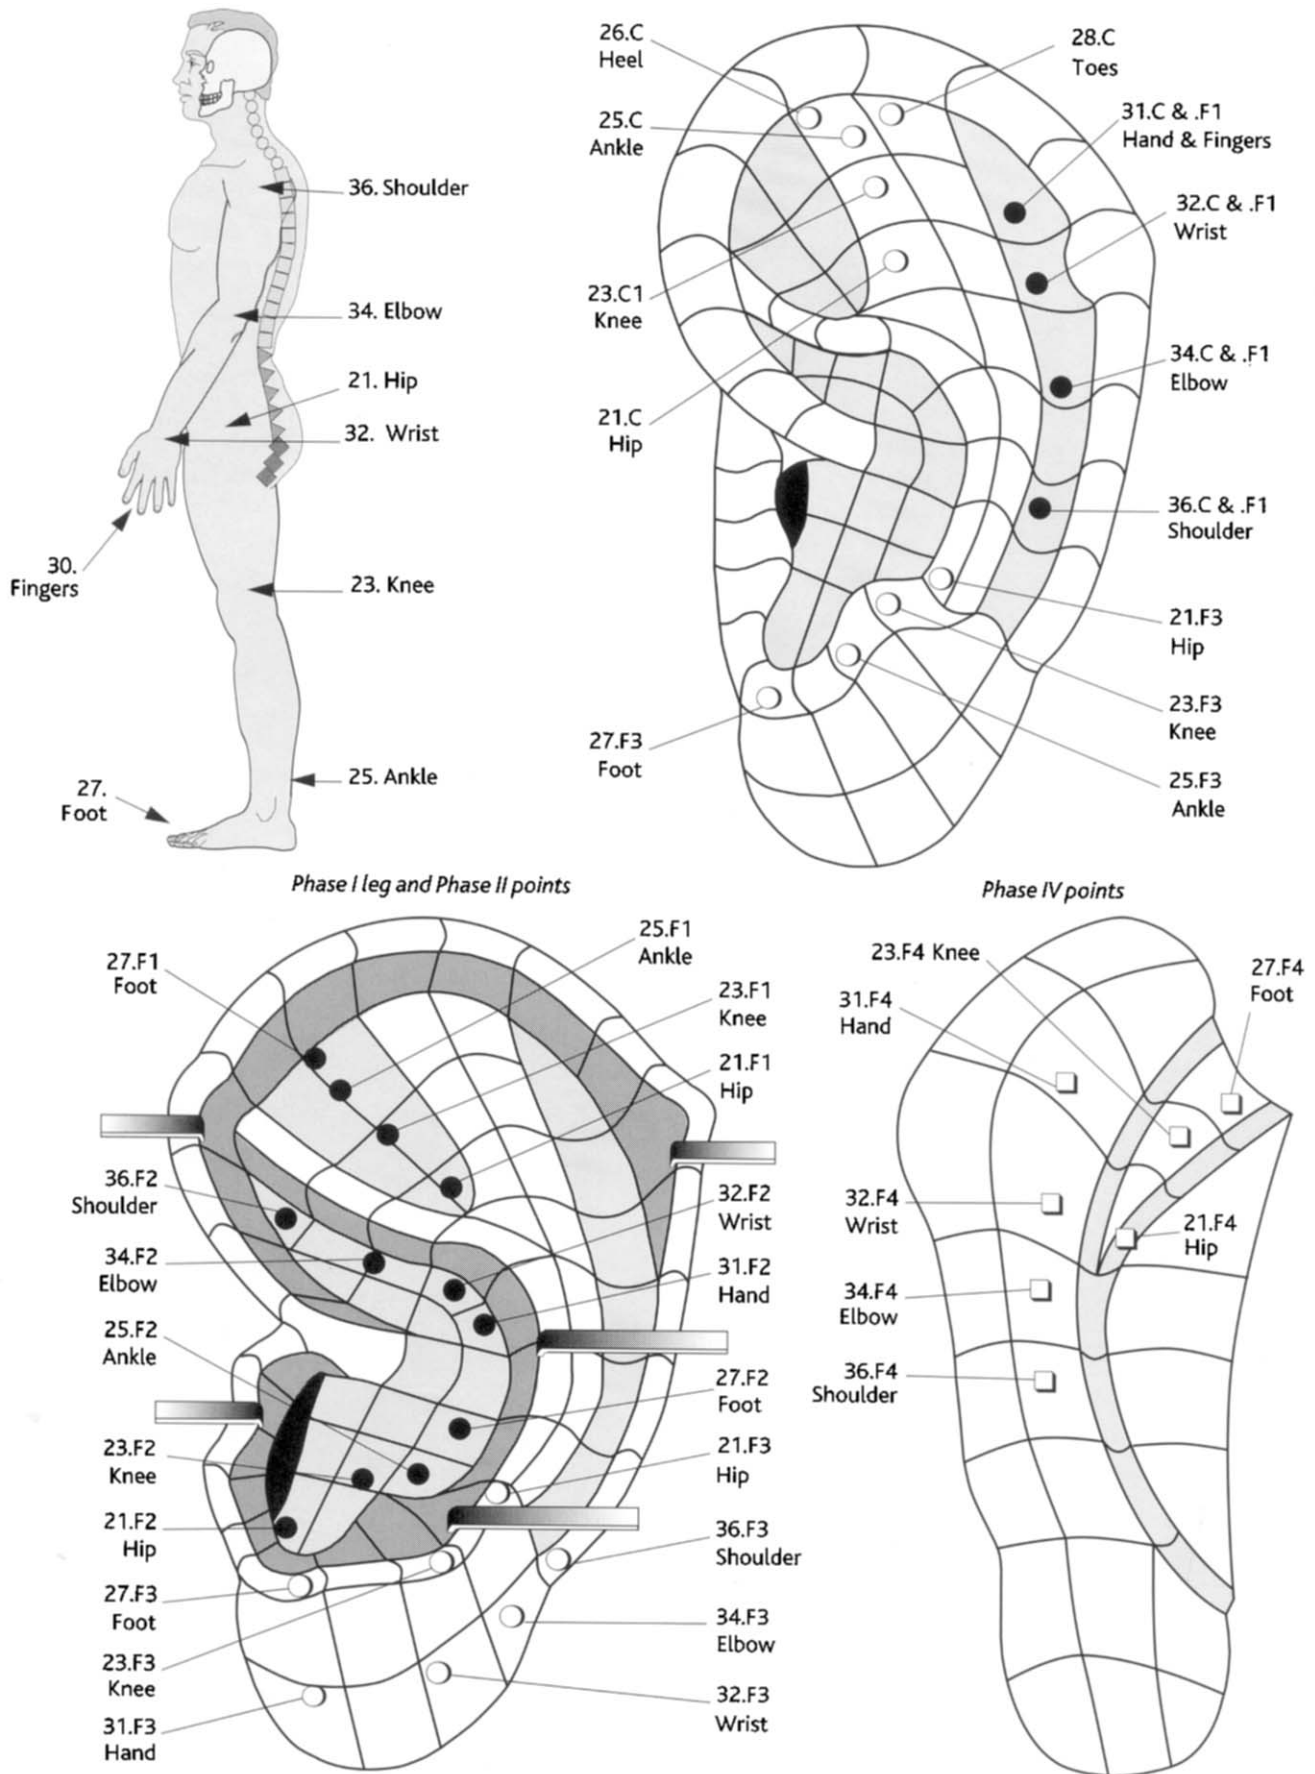 36. Shoulder
34. Elbow
21. Hip
32. Wrist
30.
Fingers
23. Knee
25. Ankle
27.
Foot
26.C
Heel
28.C
Toes
25.C
Ankle
31.C & .F1
Hand & Fingers
32.C & .F1
Wrist
23.C1
Knee
34.C & .F1
Elbow
21.C
Hip
36.C & .F1
Shoulder
21.F3
Hip
23.F3
Knee
27.F3
Foot
25.F3
Ankle
Phase I leg and Phase II points
27.F1
Foot
25.F1
Ankle
23.F1
Knee
21.F1
Hip
36.F2
Shoulder
32.F2
Wrist
34.F2
Elbow
31.F2
Hand
25.F2
Ankle
27.F2
Foot
23.F2
Knee
21.F3
Hip
21.F2
Hip
36.F3
Shoulder
27.F3
Foot
34.F3
Elbow
23.F3
Knee
32.F3
Wrist
31.F3
Hand
Phase IV points
23.F4 Knee
27.F4
Foot
31.F4
Hand
32.F4
Wrist
21.F4
Hip
34.F4
Elbow
36.F4
Shoulder